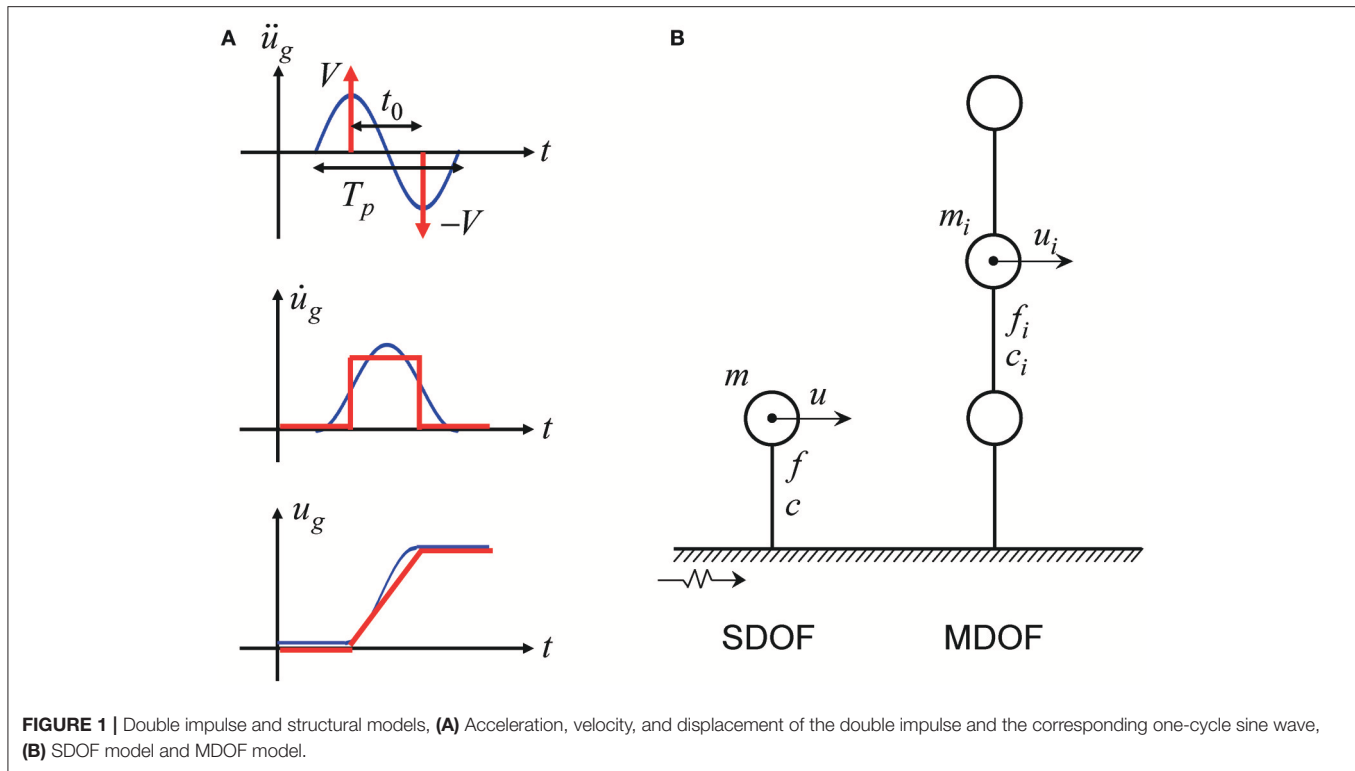 A
B
ü_g
V
t_0
t
T_p
−V
u̇_g
t
u_g
t
m_i
u_i
f_i
c_i
m
u
f
c
SDOF
MDOF
FIGURE 1 | Double impulse and structural models, (A) Acceleration, velocity, and displacement of the double impulse and the corresponding one-cycle sine wave,
(B) SDOF model and MDOF model.